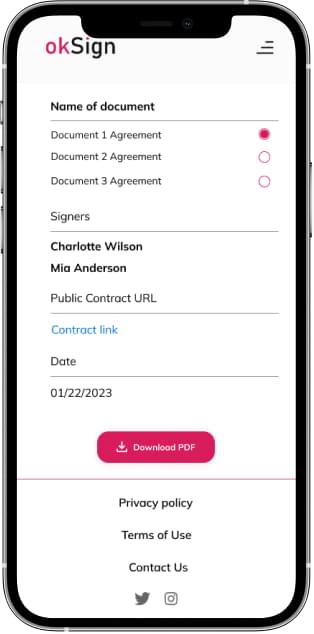 okSign
Name of document
Document 1 Agreement
Document 2 Agreement
Document 3 Agreement
Signers
Charlotte Wilson
Mia Anderson
Public Contract URL
Contract link
Date
01/22/2023
Download PDF
Privacy policy
Terms of Use
Contact Us